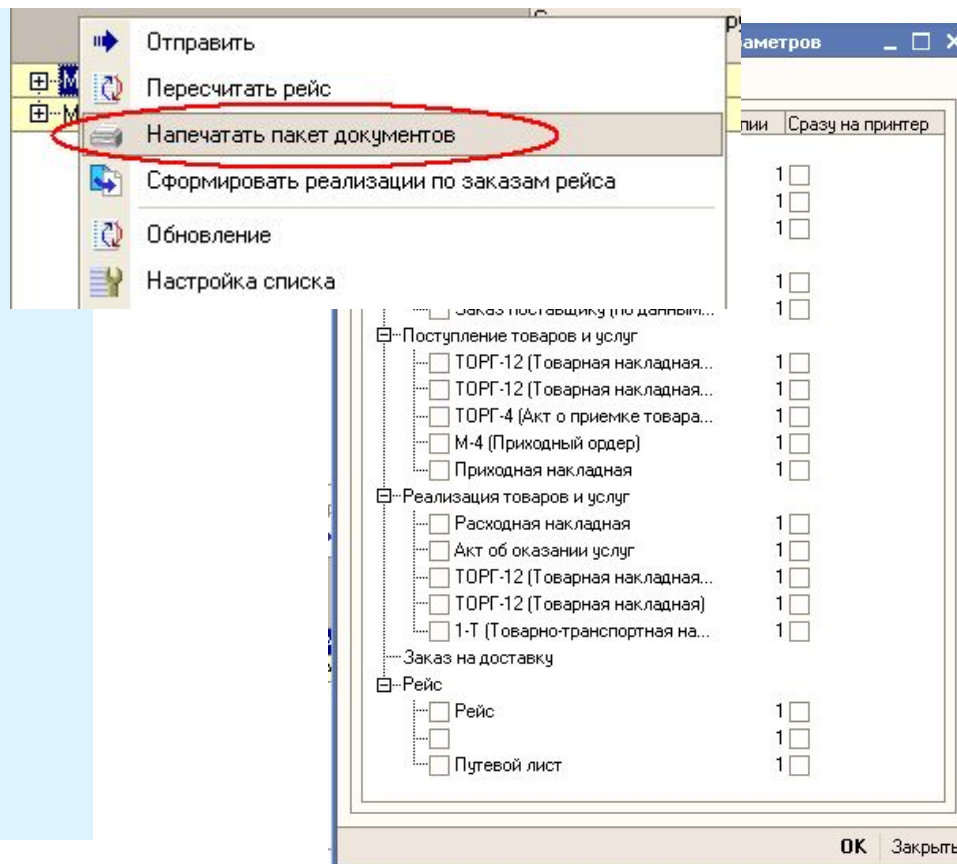 Отправить
Пересчитать рейс
Напечатать пакет документов
Сформировать реализации по заказам рейса
Обновление
Настройка списка
Сразу на принтер
1
1
1
1
Заказ поставщику (по данным... 1
Поступление товаров и услуг
ТОРГ-12 (Товарная накладная... 1
ТОРГ-12 (Товарная накладная... 1
ТОРГ-4 (Акт о приемке товара... 1
М-4 (Приходный ордер) 1
Приходная накладная 1
Реализация товаров и услуг
Расходная накладная 1
Акт об оказании услуг 1
ТОРГ-12 (Товарная накладная... 1
ТОРГ-12 (Товарная накладная) 1
1-Т (Товарно-транспортная на... 1
Заказ на доставку
Рейс
Рейс 1
1
Путевой лист 1
OK Закрыть